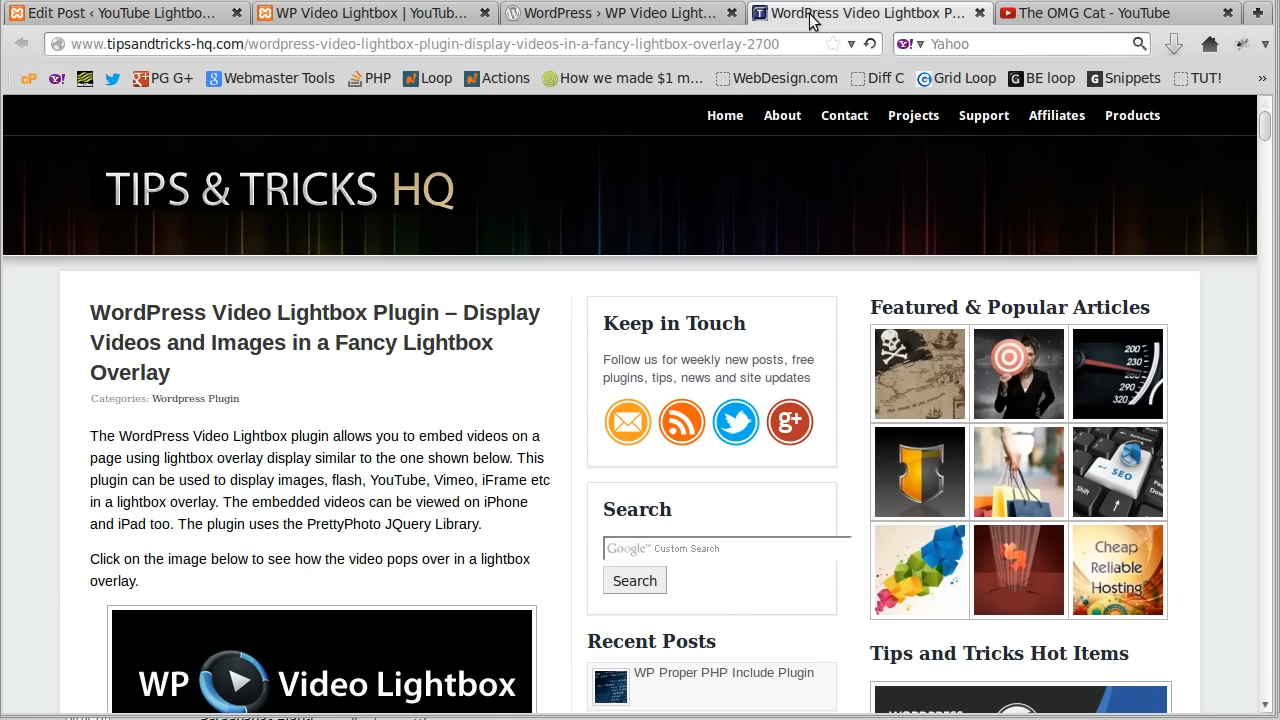 Edit Post ‹ YouTube Lightbo...
WP Video Lightbox | YouTub...
WordPress › WP Video Light...
WordPress Video Lightbox P...
The OMG Cat - YouTube
www.tipsandtricks-hq.com/wordpress-video-lightbox-plugin-display-videos-in-a-fancy-lightbox-overlay-2700
Yahoo
PG G+
Webmaster Tools
PHP
Loop
Actions
How we made $1 m...
WebDesign.com
Diff C
Grid Loop
BE loop
Snippets
TUT!
Home About Contact Projects Support Affiliates Products
TIPS & TRICKS HQ
WordPress Video Lightbox Plugin – Display
Videos and Images in a Fancy Lightbox
Overlay
Categories: Wordpress Plugin
The WordPress Video Lightbox plugin allows you to embed videos on a
page using lightbox overlay display similar to the one shown below. This
plugin can be used to display images, flash, YouTube, Vimeo, iFrame etc
in a lightbox overlay. The embedded videos can be viewed on iPhone
and iPad too. The plugin uses the PrettyPhoto JQuery Library.
Click on the image below to see how the video pops over in a lightbox
overlay.
WP Video Lightbox
Keep in Touch
Follow us for weekly new posts, free
plugins, tips, news and site updates
g+
Search
Google™ Custom Search
Search
Recent Posts
WP Proper PHP Include Plugin
Featured & Popular Articles
200
230
290
320
SEO
Shift
Cheap
Reliable
Hosting
Tips and Tricks Hot Items